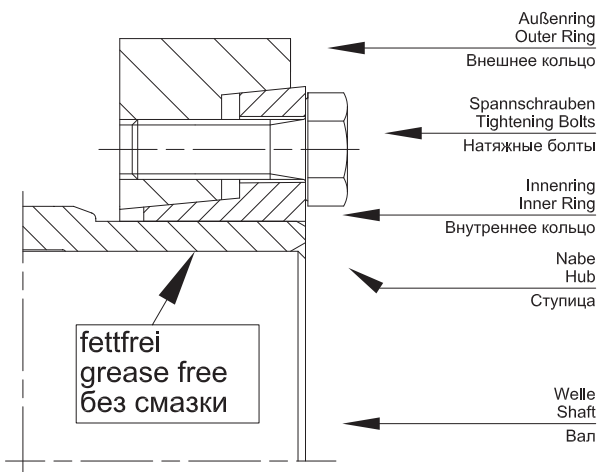 Außenring
Outer Ring
Внешнее кольцо
Spannschrauben
Tightening Bolts
Натяжные болты
Innenring
Inner Ring
Внутреннее кольцо
Nabe
Hub
Ступица
fettfrei
grease free
без смазки
Welle
Shaft
Вал